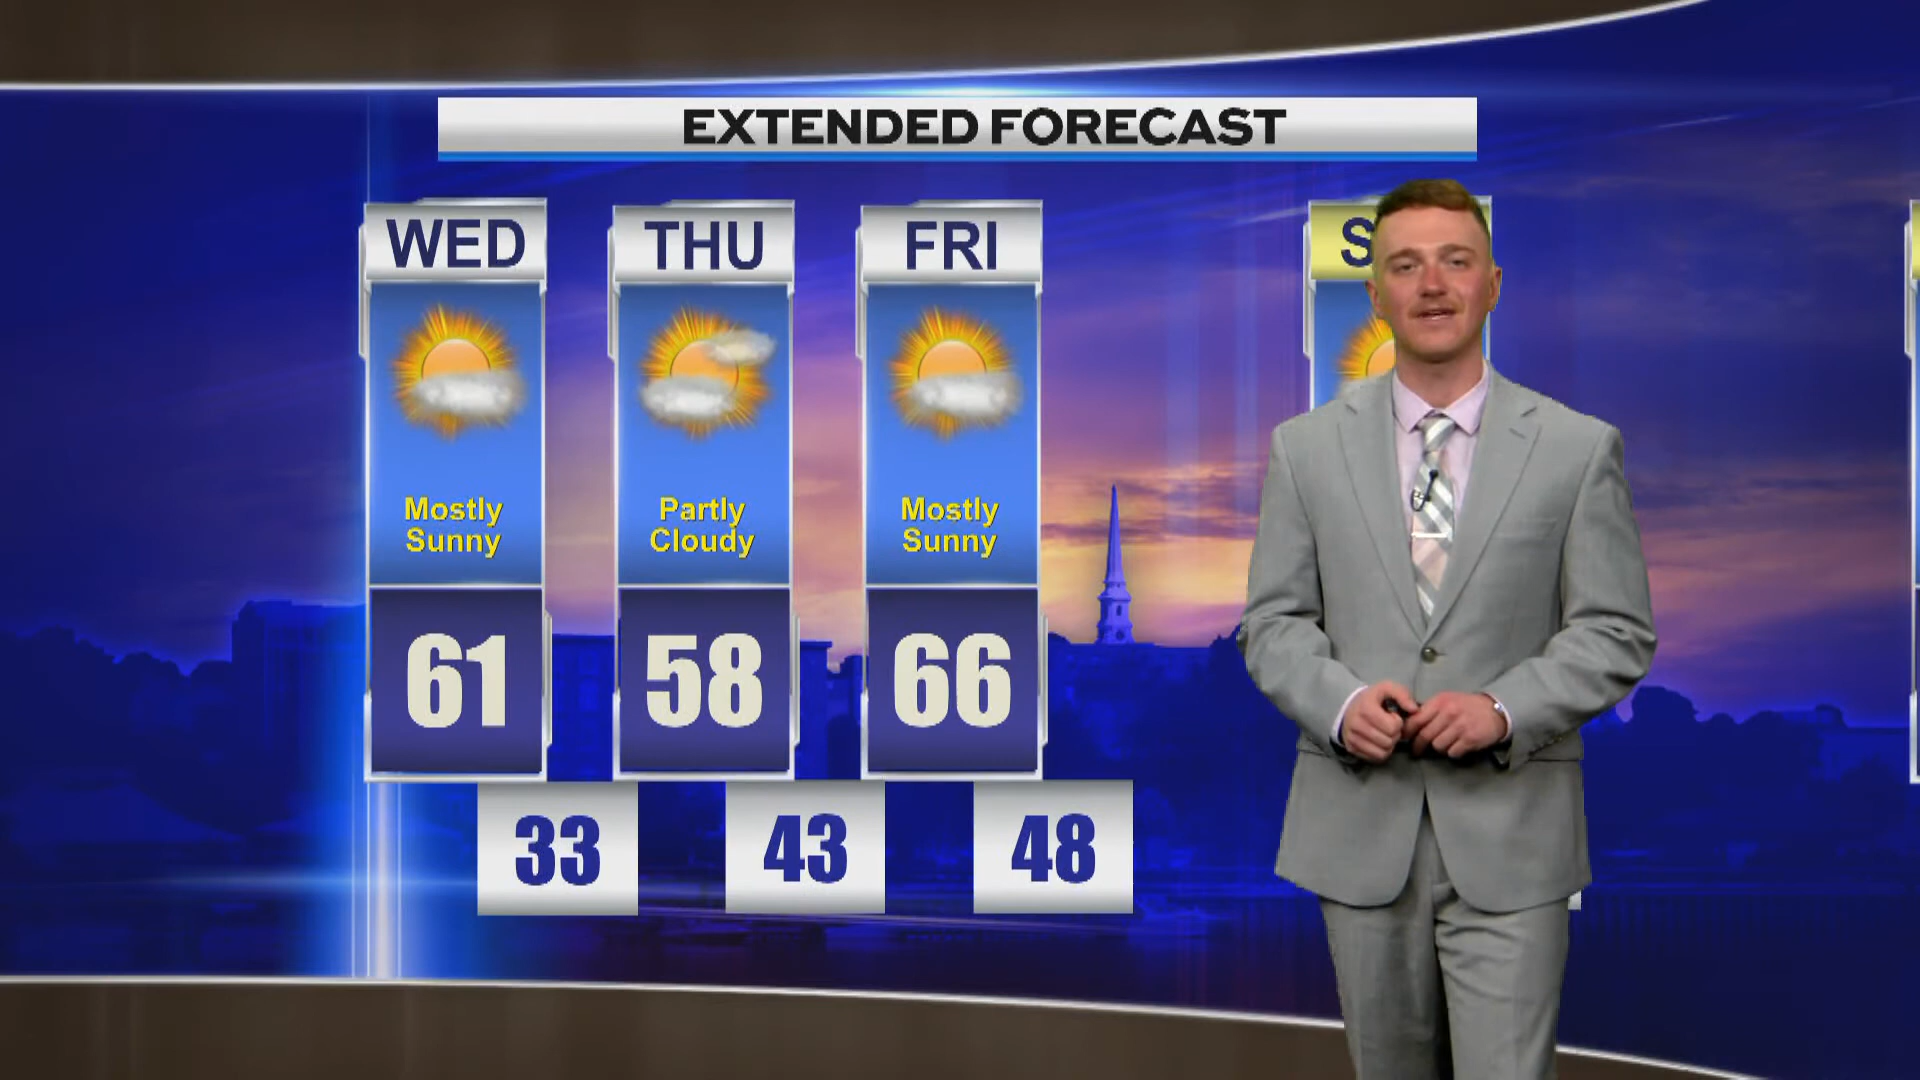 EXTENDED FORECAST
WED THU FRI S
Mostly Sunny
Partly Cloudy
Mostly Sunny
61 58 66
33 43 48